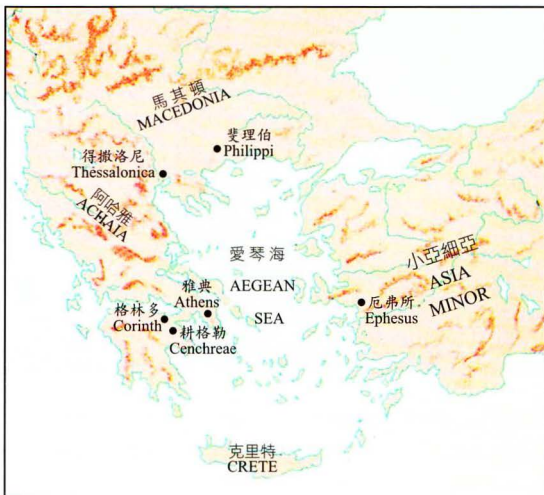 馬其頓
MACEDONIA
斐理伯
Philippi
得撒洛尼
Thessalonica
阿哈雅
ACHAIA
愛琴海
AEGEAN
SEA
小亞細亞
ASIA
MINOR
雅典
Athens
格林多
Corinth
耕格勒
Cenchreae
厄弗所
Ephesus
克里特
CRETE